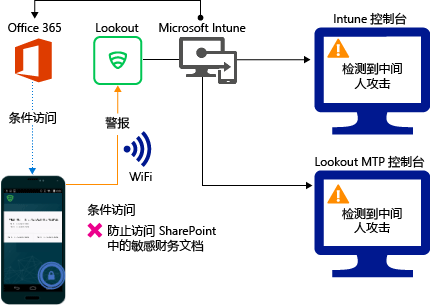 Office 365
Lookout
Microsoft Intune
Intune 控制台
检测到中间
人攻击
条件访问
警报
WiFi
Lookout MTP 控制台
检测到中间
人攻击
条件访问
防止访问 SharePoint
中的敏感财务文档